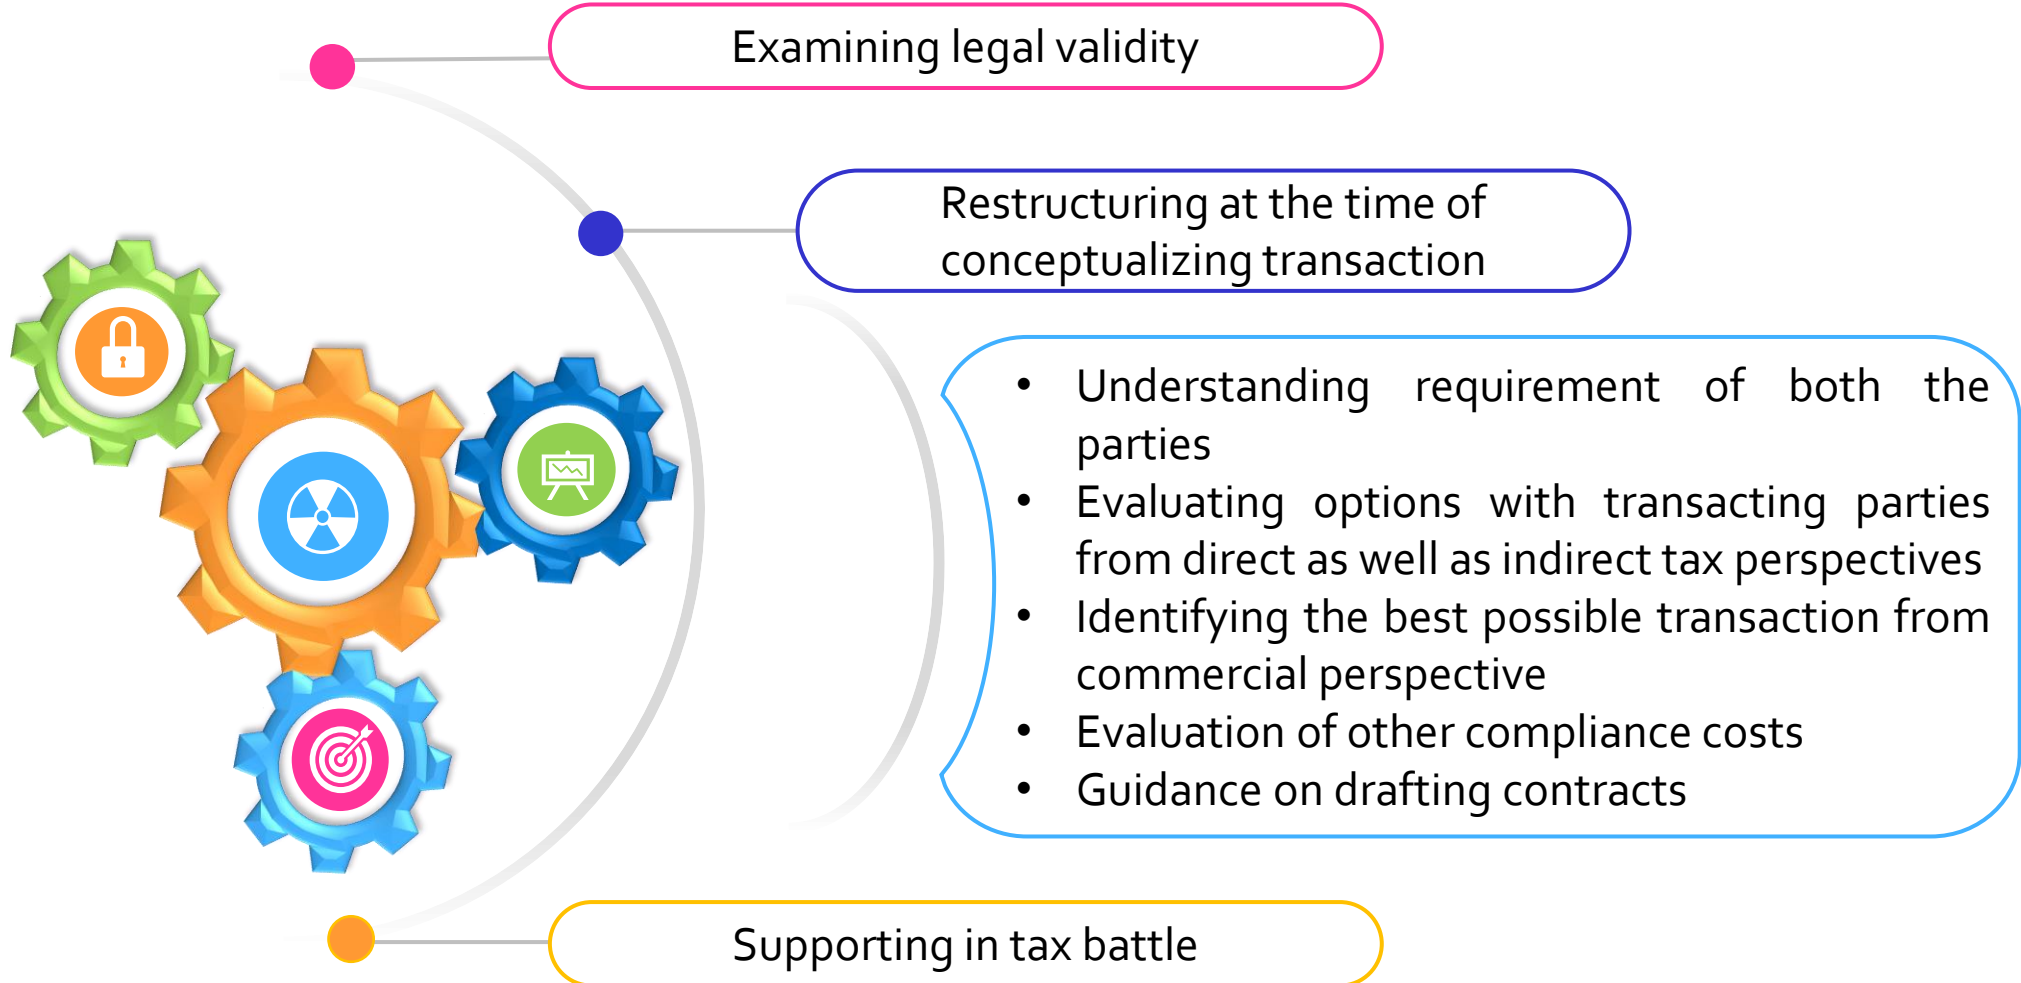 Examining legal validity
Restructuring at the time of
conceptualizing transaction
• Understanding requirement of both the
parties
• Evaluating options with transacting parties
from direct as well as indirect tax perspectives
• Identifying the best possible transaction from
commercial perspective
• Evaluation of other compliance costs
• Guidance on drafting contracts
Supporting in tax battle